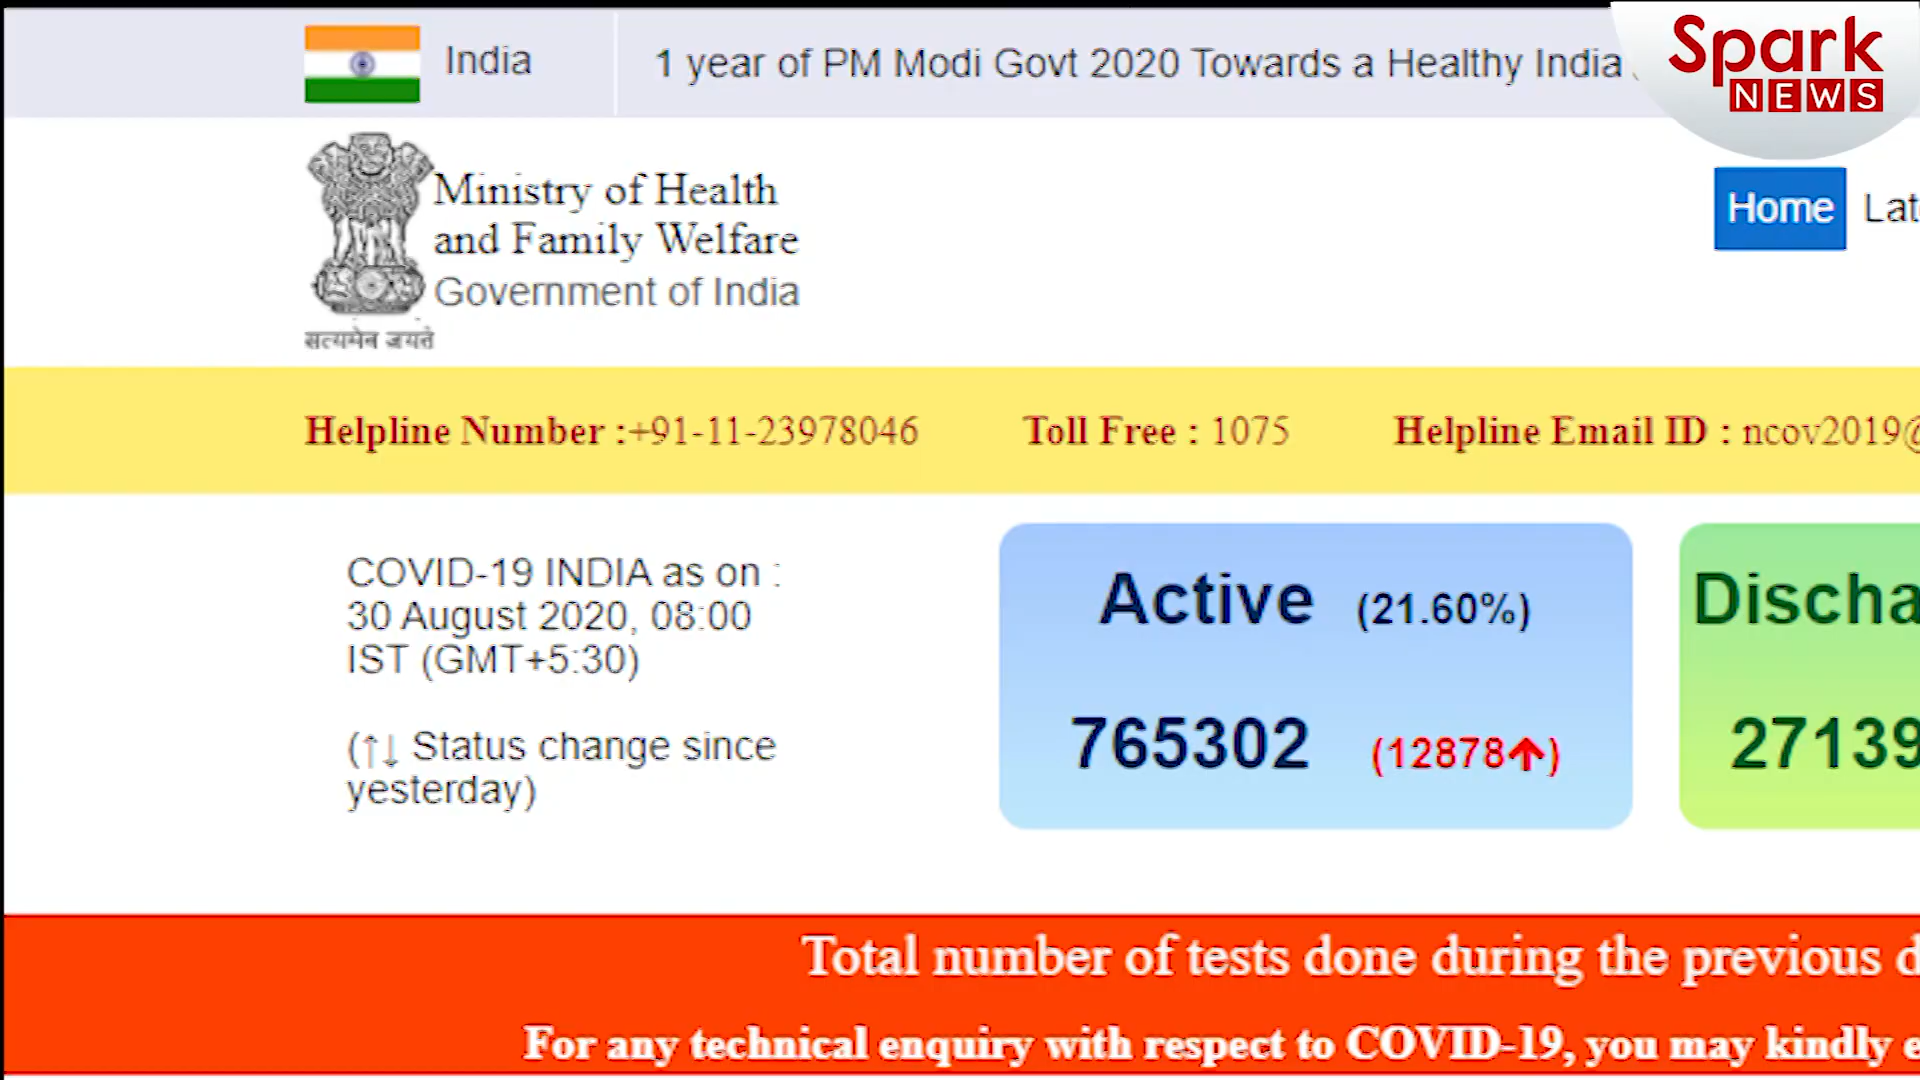 India
1 year of PM Modi Govt 2020 Towards a Healthy India
Spark
NEWS
Ministry of Health
and Family Welfare
Government of India
सत्यमेव जयते
Home Lat
Helpline Number :+91-11-23978046 Toll Free : 1075 Helpline Email ID : ncov2019@
COVID-19 INDIA as on :
30 August 2020, 08:00
IST (GMT+5:30)
(↑↓ Status change since
yesterday)
Active (21.60%)
765302 (12878↑)
Discha
27139
Total number of tests done during the previous d
For any technical enquiry with respect to COVID-19, you may kindly e